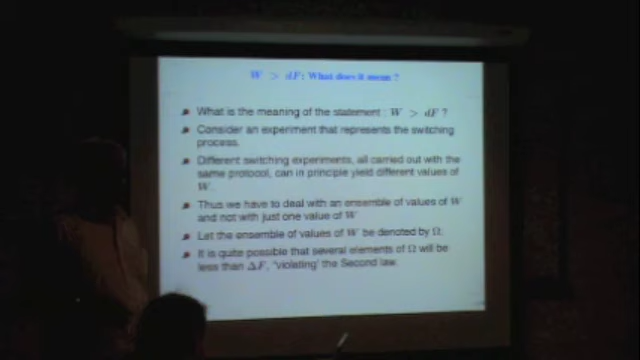 W > dF: What does it mean ?
What is the meaning of the statement : W > dF ?
Consider an experiment that represents the switching
process.
Different switching experiments, all carried out with the
same protocol, can in principle yield different values of
W.
Thus we have to deal with an ensemble of values of W
and not with just one value of W
Let the ensemble of values of W be denoted by Ω.
It is quite possible that several elements of Ω will be
less than ΔF, 'violating' the Second law.